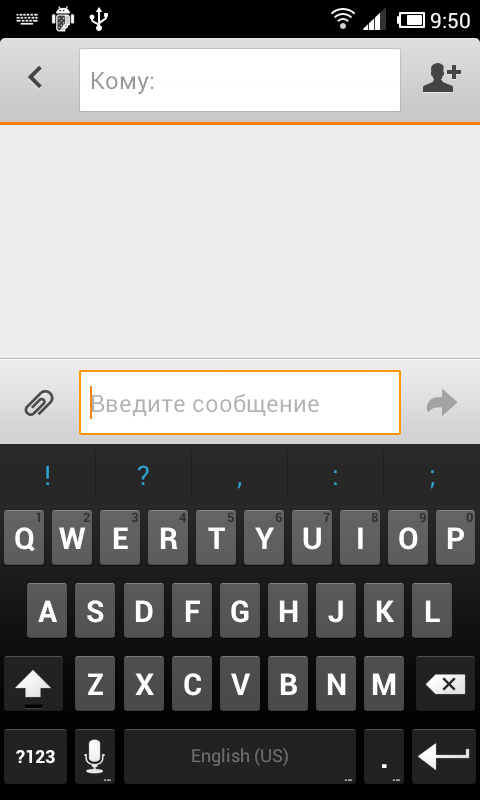 9:50
Кому:
Введите сообщение
! ? , : ;
1 2 3 4 5 6 7 8 9 0
Q W E R T Y U I O P
A S D F G H J K L
Z X C V B N M
?123 English (US) .